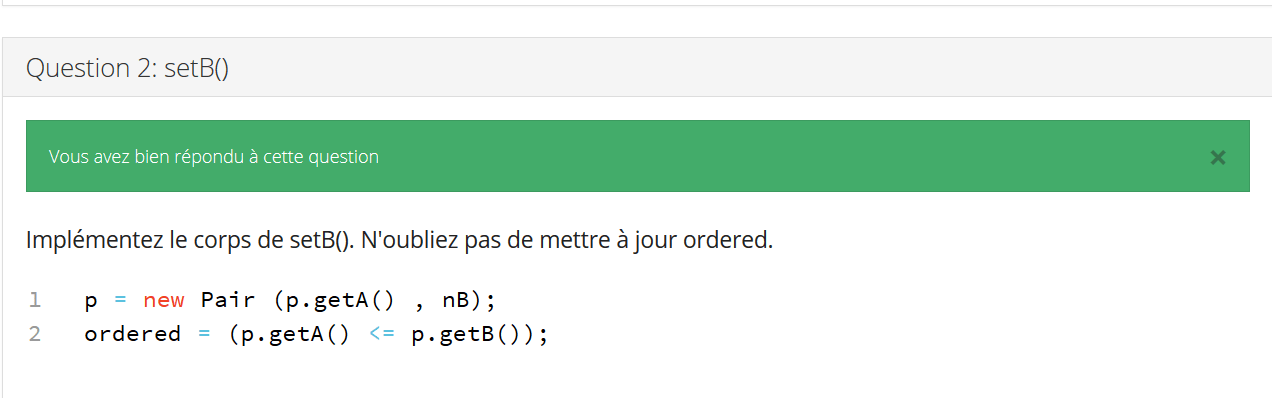 Question 2: setB()
Vous avez bien répondu à cette question
×
Implémentez le corps de setB(). N'oubliez pas de mettre à jour ordered.
1 p = new Pair (p.getA() , nB);
2 ordered = (p.getA() <= p.getB());